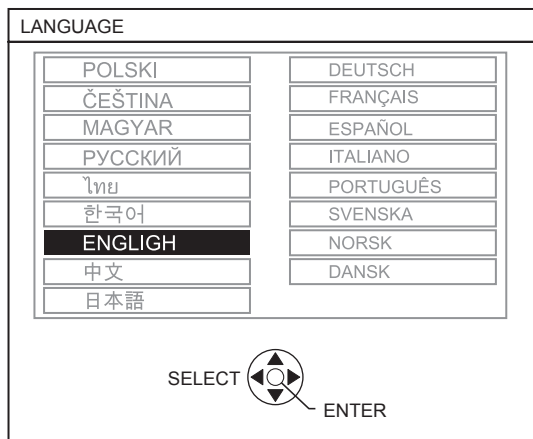 LANGUAGE
POLSKI
ČEŠTINA
MAGYAR
РУССКИЙ
ไทย
한국어
ENGLIGH
中文
日本語
DEUTSCH
FRANÇAIS
ESPAÑOL
ITALIANO
PORTUGUÊS
SVENSKA
NORSK
DANSK
SELECT
ENTER